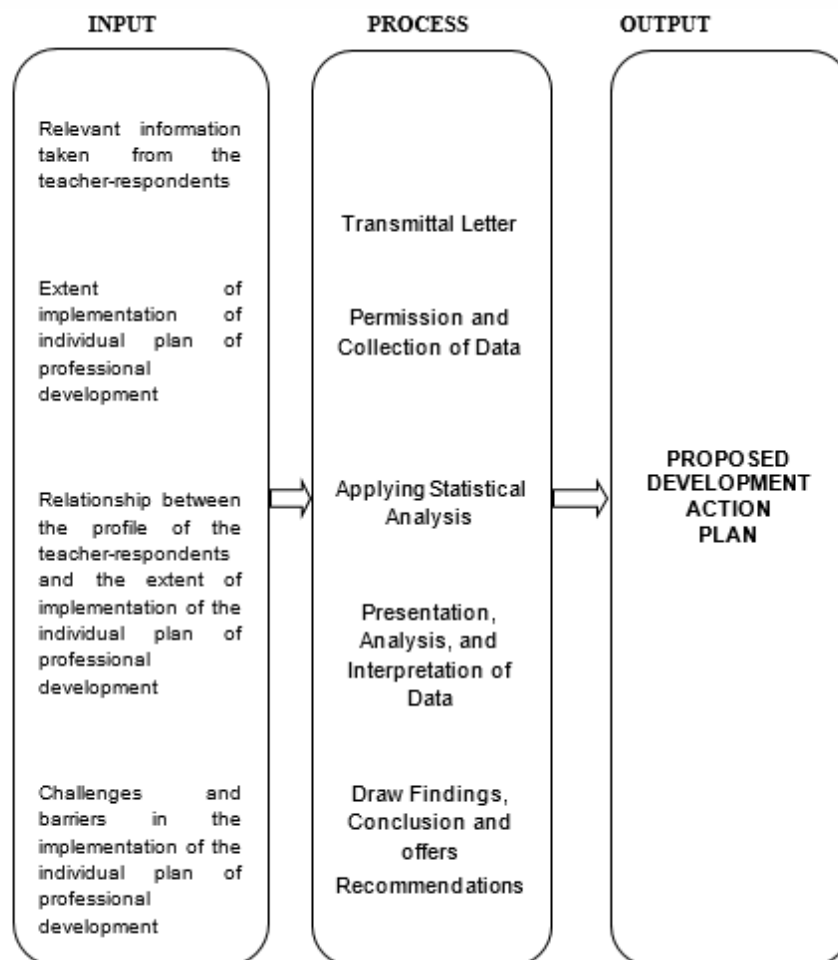 INPUT
Relevant information
taken from the
teacher-respondents
Extent of
implementation of
individual plan of
professional
development
Relationship between
the profile of the
teacher-respondents
and the extent of
implementation of the
individual plan of
professional
development
Challenges and
barriers in the
implementation of the
individual plan of
professional
development
PROCESS
Transmittal Letter
Permission and
Collection of Data
Applying Statistical
Analysis
Presentation,
Analysis, and
Interpretation of
Data
Draw Findings,
Conclusion and
offers
Recommendations
OUTPUT
PROPOSED
DEVELOPMENT
ACTION
PLAN